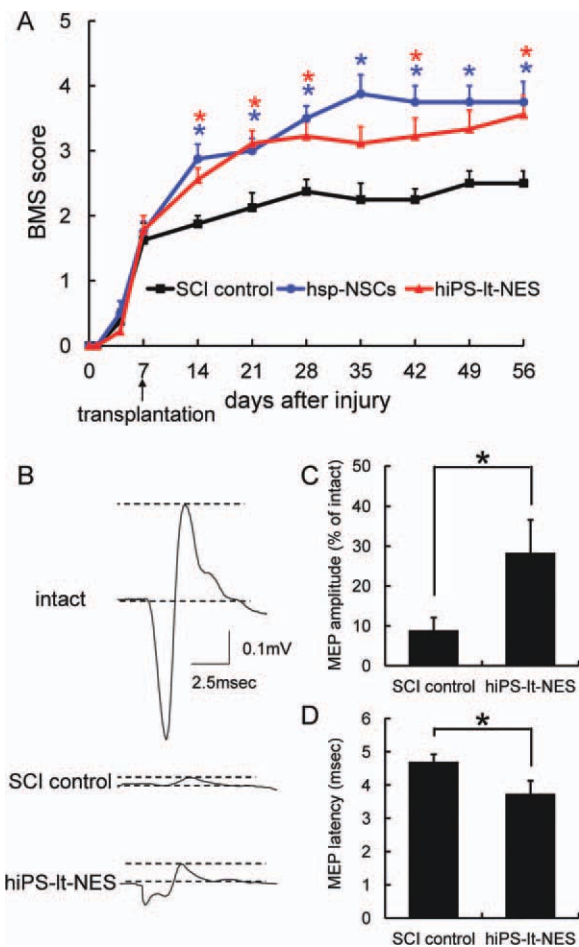 A
BMS score
5
4
3
2
1
0
* * * * *
* * * * * * *
SCI control hsp-NSCs hiPS-lt-NES
0 7 14 21 28 35 42 49 56
transplantation
days after injury
B
intact
0.1mV
2.5msec
SCI control
hiPS-lt-NES
C
MEP amplitude (% of intact)
50
40
30
20
10
0
*
SCI control hiPS-lt-NES
D
MEP latency (msec)
6
5
4
3
2
1
0
*
SCI control hiPS-lt-NES